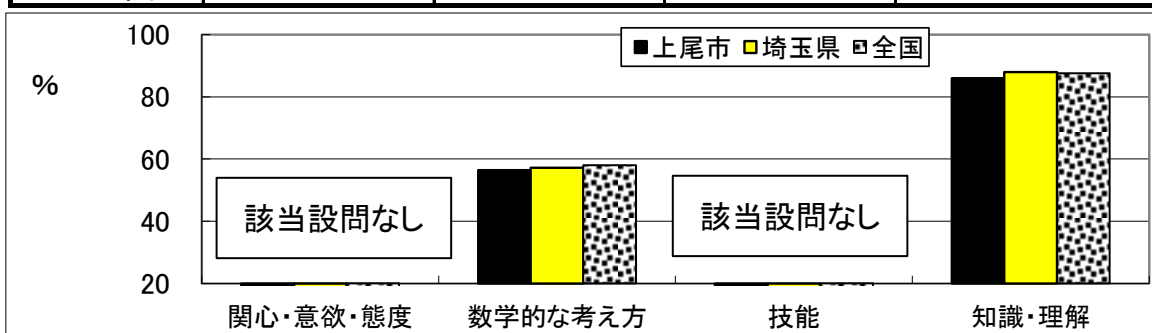 100
■上尾市 ■埼玉県 ■全国
%
80
60
40
20
該当設問なし
該当設問なし
関心・意欲・態度 数学的な考え方 技能 知識・理解